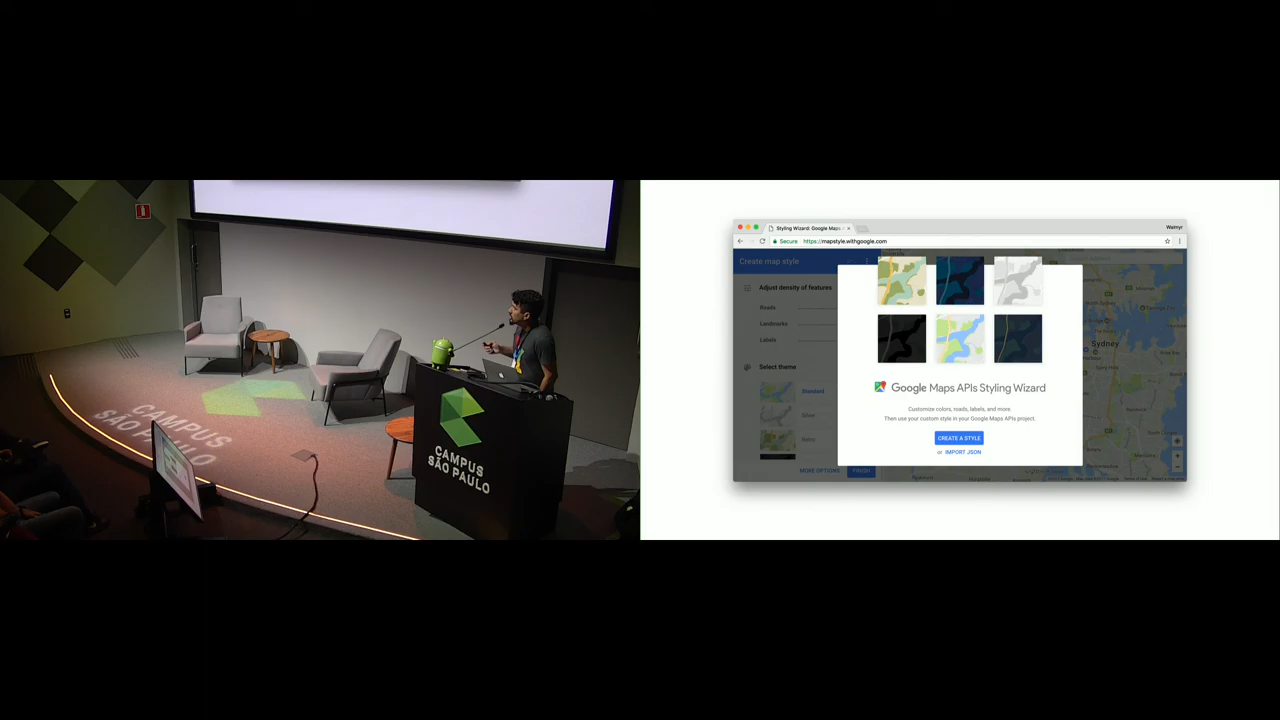 CAMPUS
SÃO PAULO
CAMPUS
SÃO PAULO
Styling Wizard: Google Maps
Walmyr
Secure
https://mapstyle.withgoogle.com
Create map style
Adjust density of features
Roads
Landmarks
Labels
Select theme
Standard
Silver
Retro
MORE OPTIONS
FINISH
Google Maps APIs Styling Wizard
Customize colors, roads, labels, and more.
Then use your custom style in your Google Maps APIs project.
CREATE A STYLE
or IMPORT JSON
Sydney